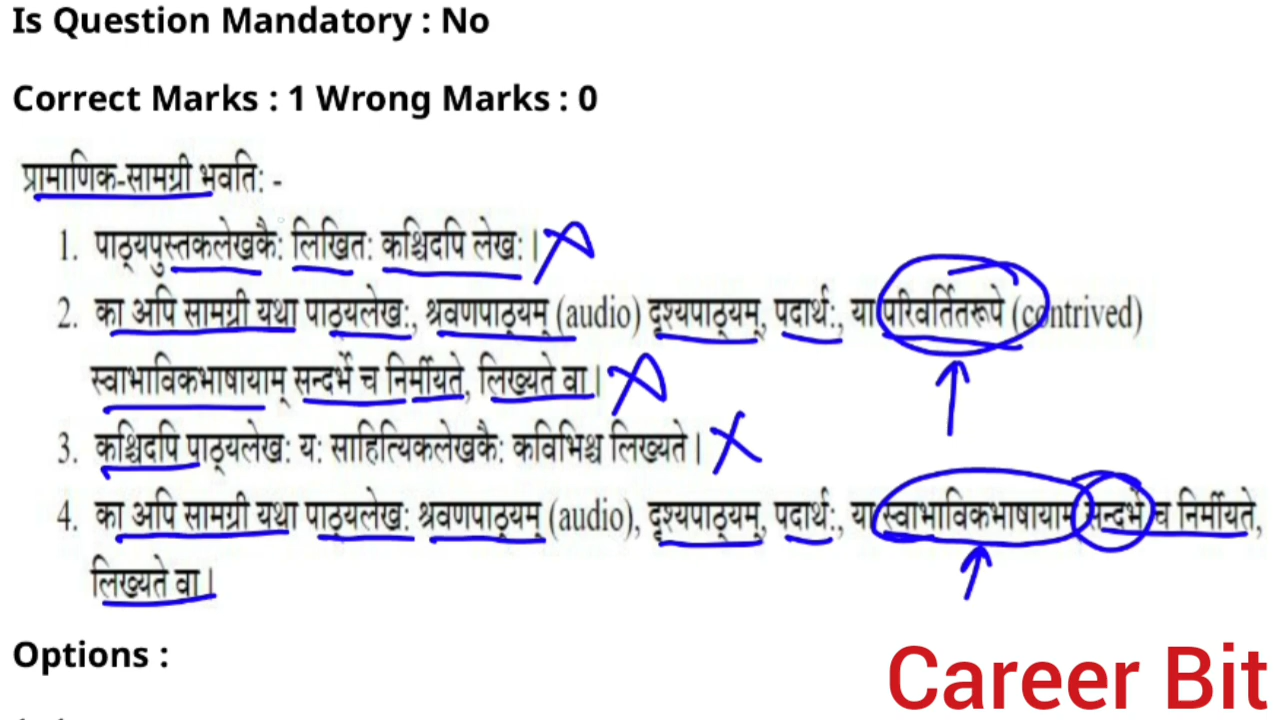 Is Question Mandatory : No
Correct Marks : 1 Wrong Marks : 0
प्रामाणिक-सामग्री भवति: -
1. पाठ्यपुस्तकलेखकै: लिखित: कश्चिदपि लेख: |
2. का अपि सामग्री यथा पाठ्यलेख:, श्रवणपाठ्यम् (audio) दृश्यपाठ्यम्, पदार्थ:, या परिवर्तितरूपे (contrived)
स्वाभाविकभाषायाम् सन्दर्भे च निर्मीयते, लिख्यते वा |
3. कश्चिदपि पाठ्यलेख: य: साहित्यिकलेखकै: कविभिश्च लिख्यते |
4. का अपि सामग्री यथा पाठ्यलेख: श्रवणपाठ्यम् (audio), दृश्यपाठ्यम्, पदार्थ:, या स्वाभाविकभाषायाम् सन्दर्भे च निर्मीयते,
लिख्यते वा |
Options :
Career Bit